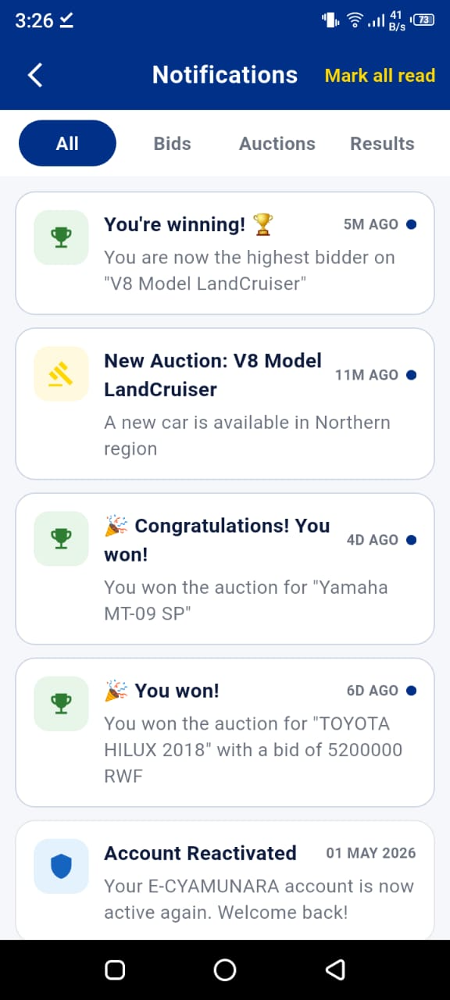 3:26
41 B/s
73
Notifications
Mark all read
All
Bids
Auctions
Results
You're winning! 🏆
5M AGO
You are now the highest bidder on
"V8 Model LandCruiser"
New Auction: V8 Model
LandCruiser
11M AGO
A new car is available in Northern
region
🎉 Congratulations! You
won!
4D AGO
You won the auction for "Yamaha
MT-09 SP"
🎉 You won!
6D AGO
You won the auction for "TOYOTA
HILUX 2018" with a bid of 5200000
RWF
Account Reactivated
01 MAY 2026
Your E-CYAMUNARA account is now
active again. Welcome back!